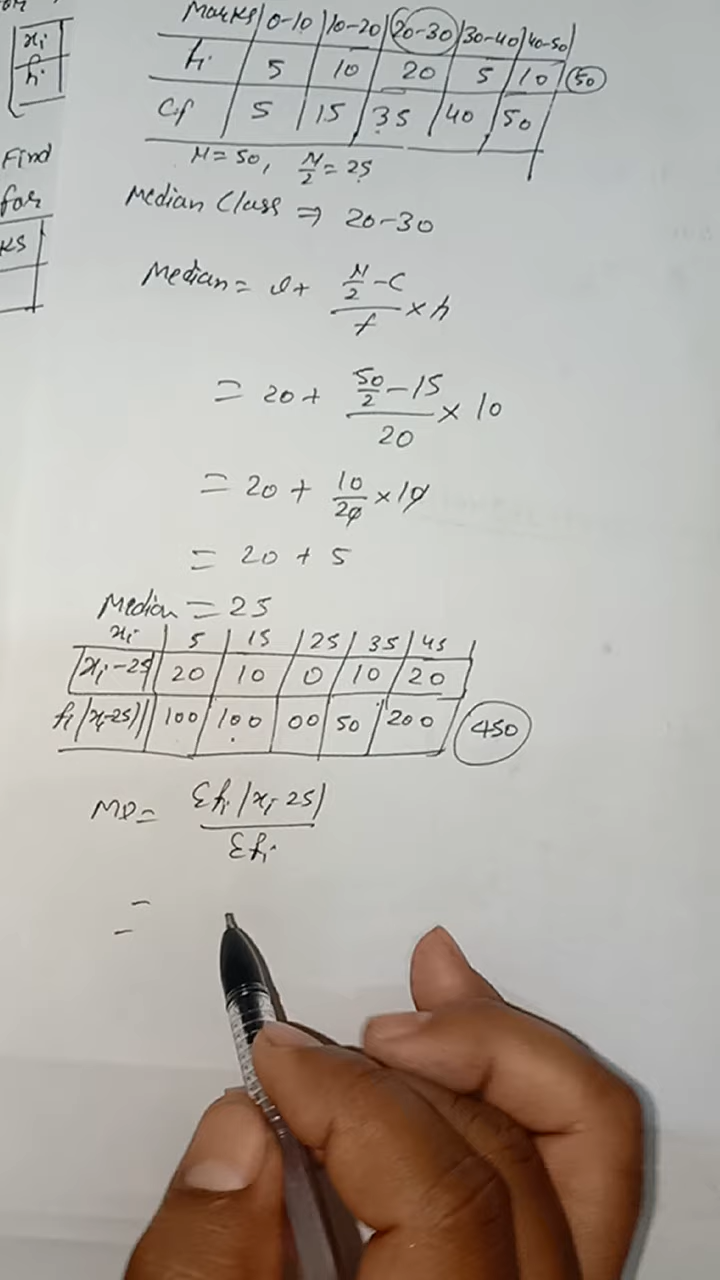 Marks 0-10 10-20 20-30 30-40 40-50
fi 5 10 20 5 10 50
Cf 5 15 35 40 50
xi
fi
N = 50, N/2 = 25
Find
for
Median Class ⇒ 20-30
KS
Median = l + (N/2 - C)/f × h
= 20 + (50/2 - 15)/20 × 10
= 20 + 10/20 × 10
= 20 + 5
Median = 25
xi 5 15 25 35 45
|xi-25| 20 10 0 10 20
fi|xi-25| 100 100 00 50 200 450
MD = Σfi|xi-25|/Σfi
=